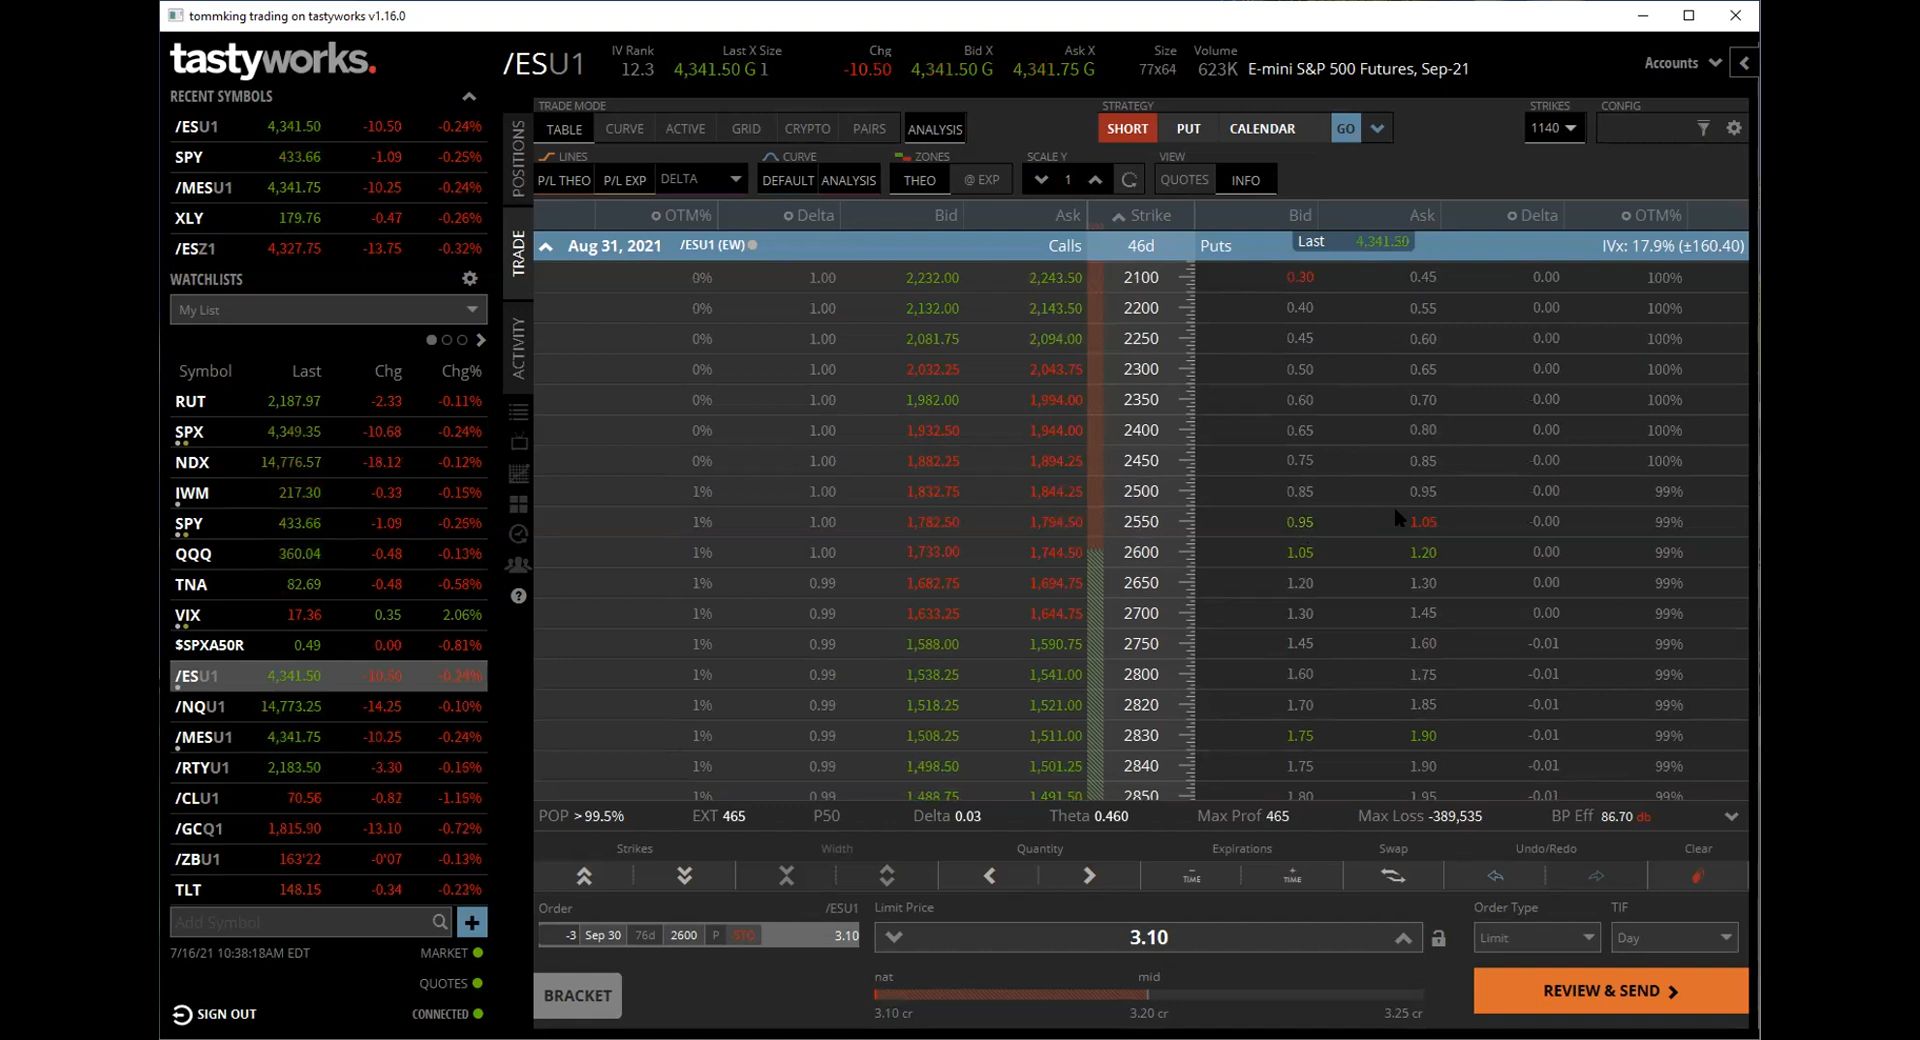 tommking trading on tastyworks v1.16.0
tastyworks.
/ESU1 IV Rank 12.3 Last X Size 4,341.50 G 1 Chg -10.50 Bid X 4,341.50 G Ask X 4,341.75 G Size 77x64 Volume 623K E-mini S&P 500 Futures, Sep-21 Accounts
RECENT SYMBOLS
/ESU1 4,341.50 -10.50 -0.24%
SPY 433.66 -1.09 -0.25%
/MESU1 4,341.75 -10.25 -0.24%
XLY 179.76 -0.47 -0.26%
/ESZ1 4,327.75 -13.75 -0.32%
WATCHLISTS
My List
Symbol Last Chg Chg%
RUT 2,187.97 -2.33 -0.11%
SPX 4,349.35 -10.68 -0.24%
NDX 14,776.57 -18.12 -0.12%
IWM 217.30 -0.33 -0.15%
SPY 433.66 -1.09 -0.25%
QQQ 360.04 -0.48 -0.13%
TNA 82.69 -0.48 -0.58%
VIX 17.36 0.35 2.06%
$SPXA50R 0.49 0.00 -0.81%
/ESU1 4,341.50 -10.50 -0.24%
/NQU1 14,773.25 -14.25 -0.10%
/MESU1 4,341.75 -10.25 -0.24%
/RTYU1 2,183.50 -3.30 -0.15%
/CLU1 70.56 -0.82 -1.15%
/GCQ1 1,815.90 -13.10 -0.72%
/ZBU1 163'22 -0'07 -0.13%
TLT 148.15 -0.34 -0.22%
Add Symbol
7/16/21 10:38:18AM EDT MARKET
QUOTES
SIGN OUT CONNECTED
POSITIONS
TRADE
ACTIVITY
TRADE MODE STRATEGY STRIKES CONFIG
TABLE CURVE ACTIVE GRID CRYPTO PAIRS ANALYSIS SHORT PUT CALENDAR GO 1140
LINES CURVE ZONES SCALE Y VIEW
P/L THEO P/L EXP DELTA DEFAULT ANALYSIS THEO @ EXP 1 QUOTES INFO
OTM% Delta Bid Ask Strike Bid Ask Delta OTM%
Aug 31, 2021 /ESU1 (EW) Calls 46d Puts Last 4,341.50 IVx: 17.9% (±160.40)
0% 1.00 2,232.00 2,243.50 2100 0.30 0.45 0.00 100%
0% 1.00 2,132.00 2,143.50 2200 0.40 0.55 0.00 100%
0% 1.00 2,081.75 2,094.00 2250 0.45 0.60 0.00 100%
0% 1.00 2,032.25 2,043.75 2300 0.50 0.65 0.00 100%
0% 1.00 1,982.00 1,994.00 2350 0.60 0.70 -0.00 100%
0% 1.00 1,932.50 1,944.00 2400 0.65 0.80 -0.00 100%
0% 1.00 1,882.25 1,894.25 2450 0.75 0.85 -0.00 100%
1% 1.00 1,832.75 1,844.25 2500 0.85 0.95 -0.00 99%
1% 1.00 1,782.50 1,794.50 2550 0.95 1.05 -0.00 99%
1% 1.00 1,733.00 1,744.50 2600 1.05 1.20 0.00 99%
1% 0.99 1,682.75 1,694.75 2650 1.20 1.30 0.00 99%
1% 0.99 1,633.25 1,644.75 2700 1.30 1.45 0.00 99%
1% 0.99 1,588.00 1,590.75 2750 1.45 1.60 -0.01 99%
1% 0.99 1,538.25 1,541.00 2800 1.60 1.75 -0.01 99%
1% 0.99 1,518.25 1,521.00 2820 1.70 1.85 -0.01 99%
1% 0.99 1,508.25 1,511.00 2830 1.75 1.90 -0.01 99%
1% 0.99 1,498.50 1,501.25 2840 1.75 1.90 -0.01 99%
1% 0.99 1,488.75 1,491.50 2850 1.80 1.95 -0.01 99%
POP > 99.5% EXT 465 P50 Delta 0.03 Theta 0.460 Max Prof 465 Max Loss -389,535 BP Eff 86.70 db
Strikes Width Quantity Expirations Swap Undo/Redo Clear
TIME TIME
Order /ESU1 Limit Price Order Type TIF
-3 Sep 30 76d 2600 P STO 3.10 3.10 Limit Day
BRACKET nat mid REVIEW & SEND
3.10 cr 3.20 cr 3.25 cr